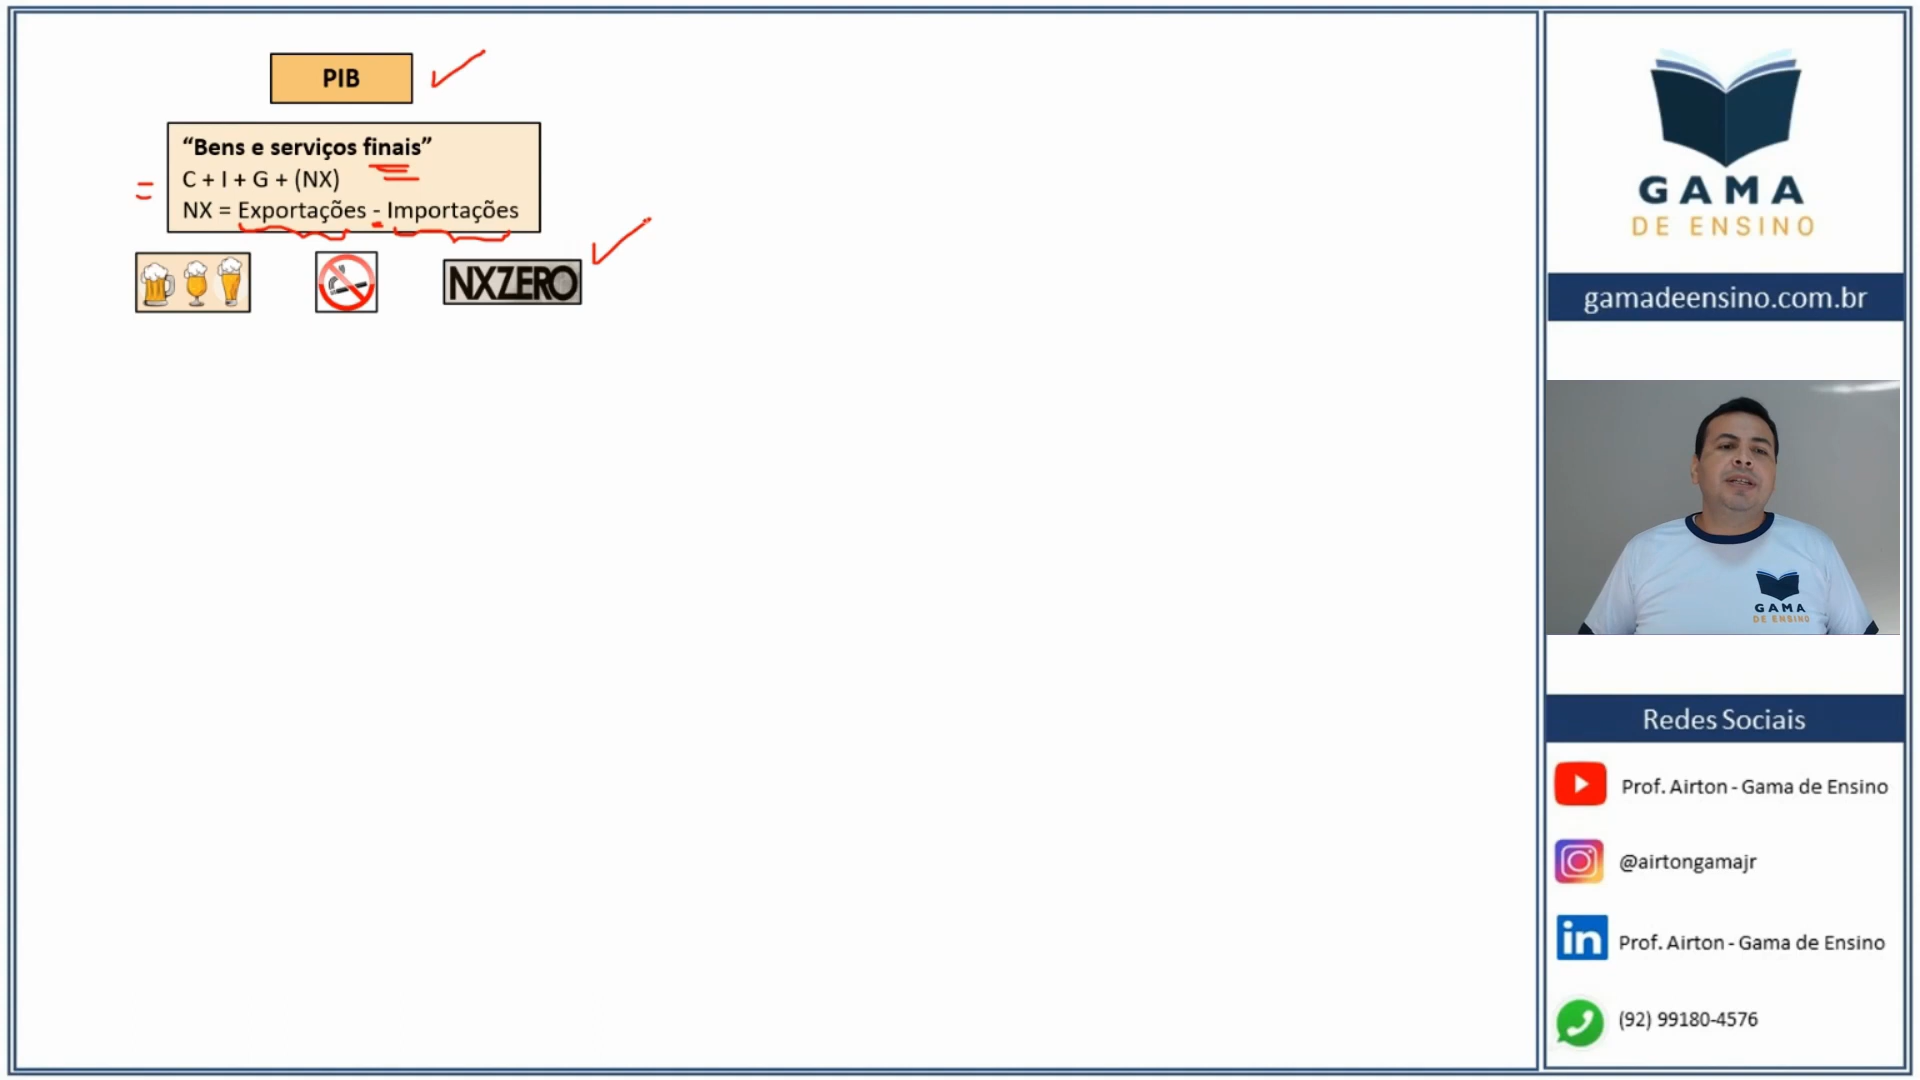 PIB
“Bens e serviços finais”
= C + I + G + (NX)
NX = Exportações - Importações
NXZERO
GAMA
DE ENSINO
gamadeensino.com.br
GAMA
DE ENSINO
Redes Sociais
Prof. Airton - Gama de Ensino
@airtongamajr
in
Prof. Airton - Gama de Ensino
(92) 99180-4576